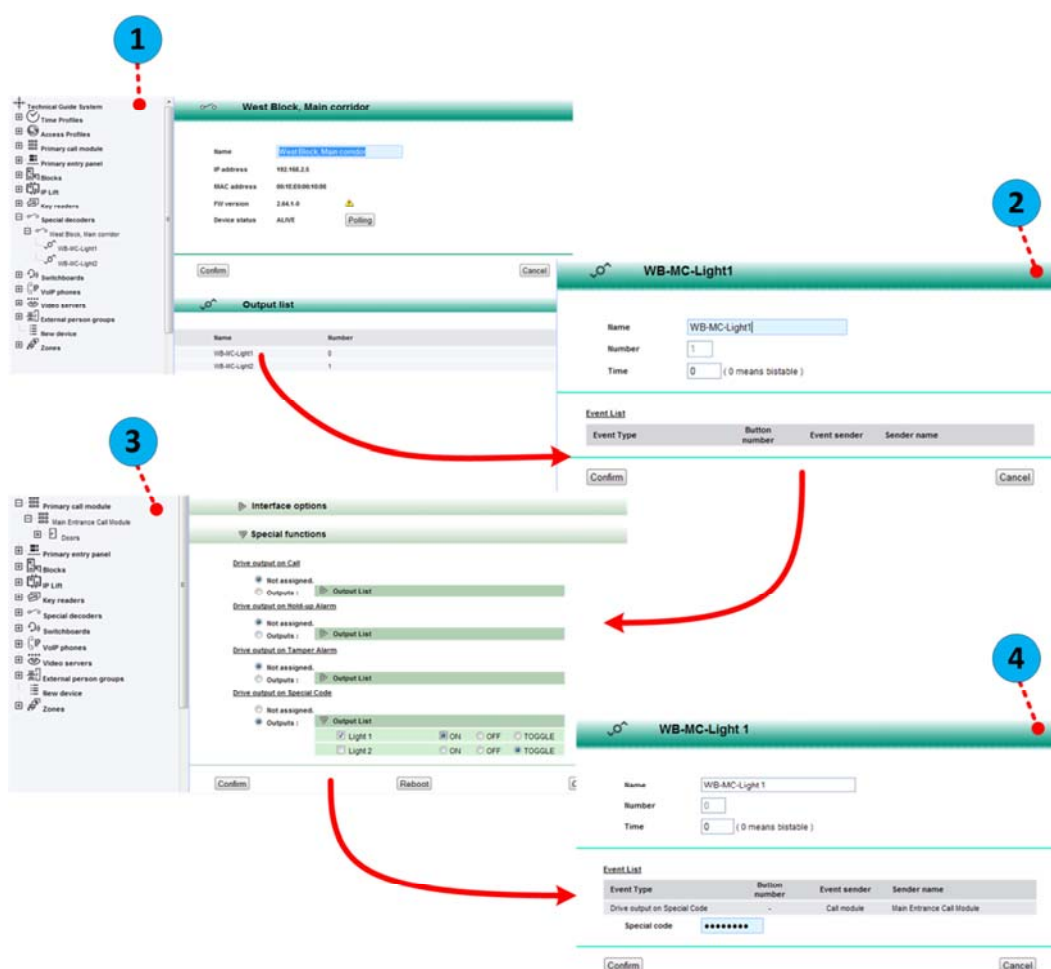 1
Technical Guide System
Time Profiles
Access Profiles
Primary call module
Primary entry panel
Blocks
IP Lift
Key readers
Special decoders
West Block, Main corridor
WB-MC-Light1
WB-MC-Light2
Switchboards
VoIP phones
Video servers
External person groups
New device
Zones
West Block, Main corridor
Name West Block, Main corridor
IP address 192.168.2.5
MAC address
FW version 2.04.1-0
Device status ALIVE Polling
Confirm Cancel
Output list
Name Number
WB-MC-Light1 0
WB-MC-Light2 1
2
WB-MC-Light1
Name WB-MC-Light1
Number 1
Time 0 ( 0 means bistable )
Event List
Event Type Button number Event sender Sender name
Confirm Cancel
3
Primary call module
Main Entrance Call Module
Doors
Primary entry panel
Blocks
IP Lift
Key readers
Special decoders
Switchboards
VoIP phones
Video servers
External person groups
New device
Zones
Interface options
Special functions
Drive output on Call
Not assigned.
Outputs : Output List
Drive output on Hold-up Alarm
Not assigned.
Outputs : Output List
Drive output on Tamper Alarm
Not assigned.
Outputs : Output List
Drive output on Special Code
Not assigned.
Outputs : Output List
Light 1 ON OFF TOGGLE
Light 2 ON OFF TOGGLE
Confirm Reboot C
4
WB-MC-Light 1
Name WB-MC-Light 1
Number 0
Time 0 ( 0 means bistable )
Event List
Event Type Button number Event sender Sender name
Drive output on Special Code - Call module Main Entrance Call Module
Special code ●●●●●●●●
Confirm Cancel